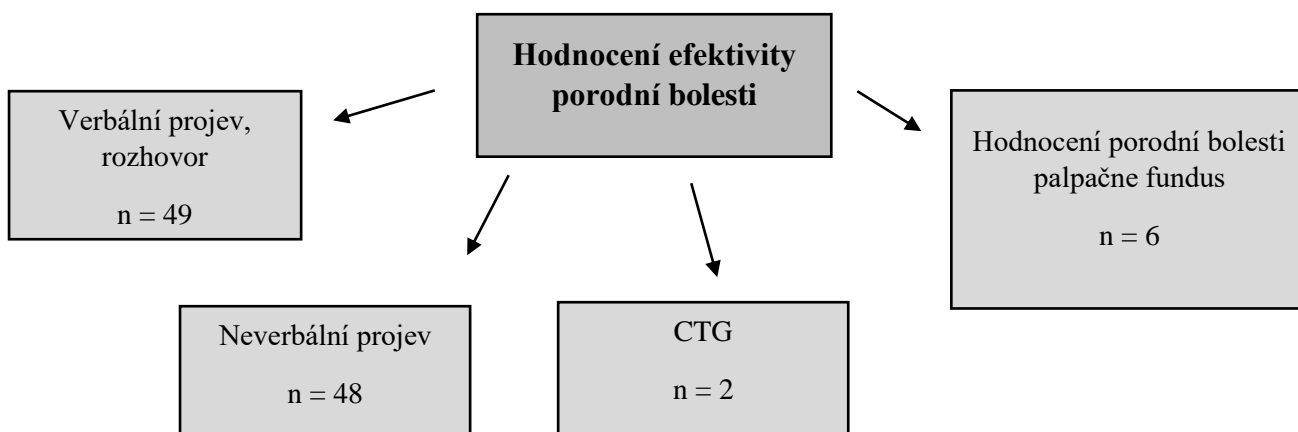 Hodnocení efektivity
porodní bolesti
Verbální projev,
rozhovor
n = 49
Neverbální projev
n = 48
CTG
n = 2
Hodnocení porodní bolesti
palpačne fundus
n = 6